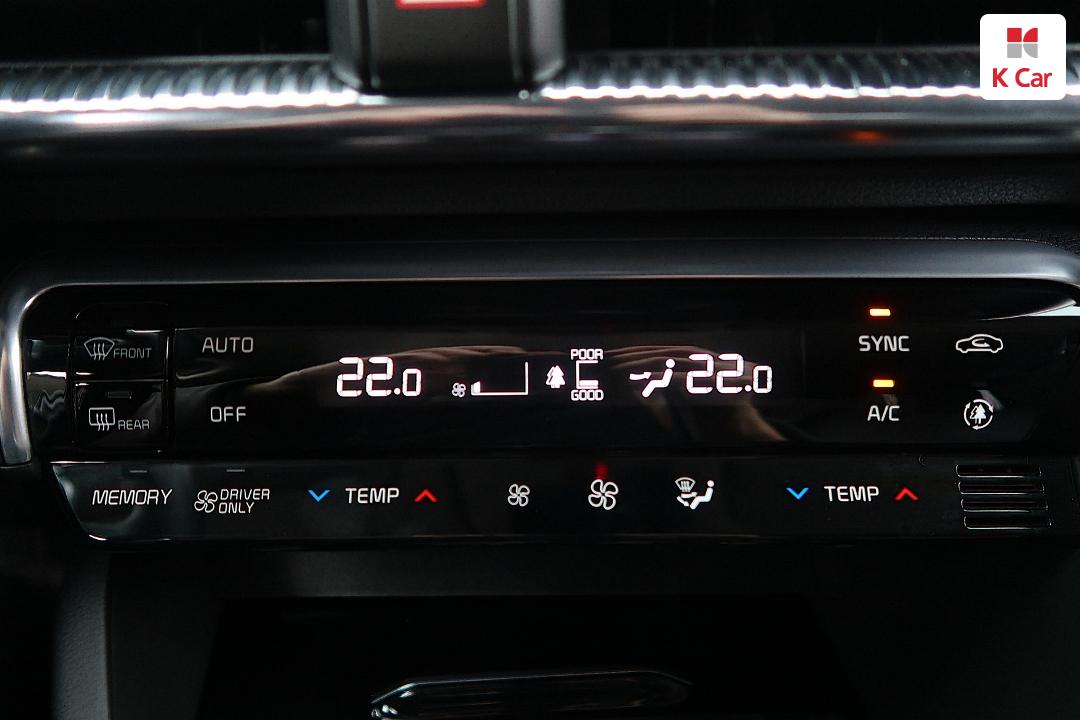 K Car
FRONT
AUTO
22.0
POOR
GOOD
22.0
SYNC
REAR
OFF
A/C
MEMORY
DRIVER
ONLY
TEMP
TEMP